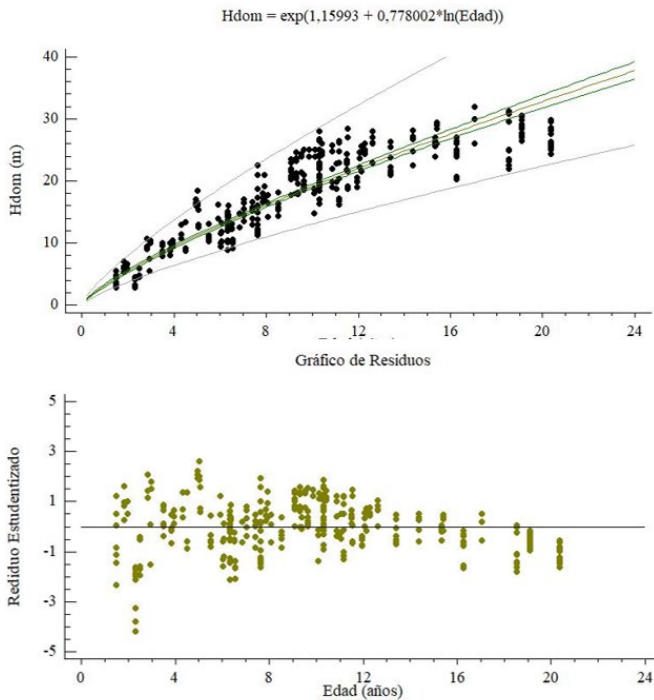 Hdom = exp(1,15993 + 0,778002*ln(Edad))
40
30
20
10
0
Hdom (m)
0 4 8 12 16 20 24
Gráfico de Residuos
5
3
1
-1
-3
-5
Rediduo Estudentizado
0 4 8 12 16 20 24
Edad (años)